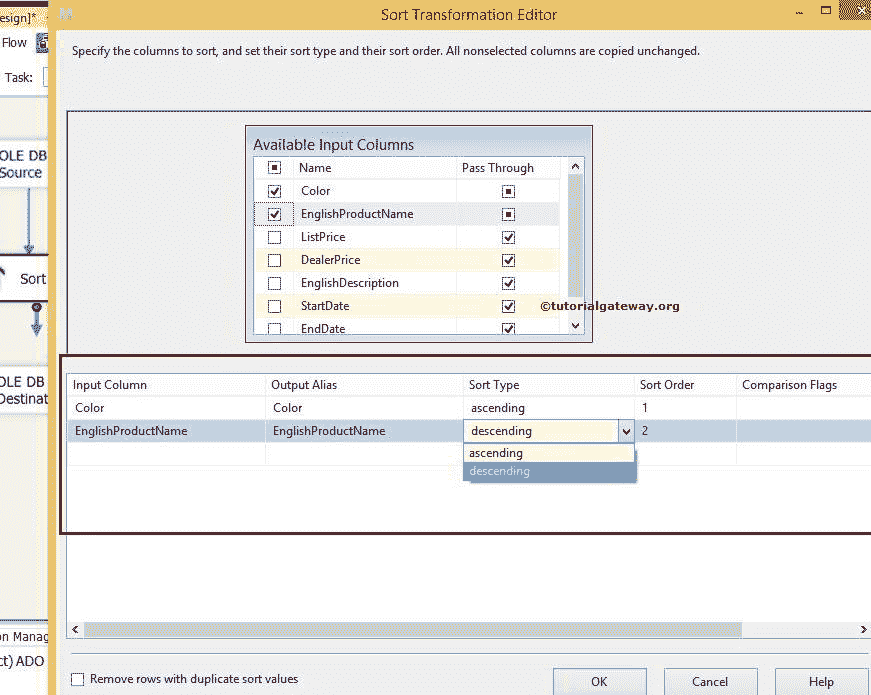 Sort Transformation Editor
esign]*
Flow
Task:
Specify the columns to sort, and set their sort type and their sort order. All nonselected columns are copied unchanged.
OLE DB
Source
Sort
OLE DB
Destinat
Available Input Columns
Name Pass Through
Color
EnglishProductName
ListPrice
DealerPrice
EnglishDescription
StartDate
EndDate
©tutorialgateway.org
Input Column Output Alias Sort Type Sort Order Comparison Flags
Color Color ascending 1
EnglishProductName EnglishProductName descending 2
ascending
descending
on Manag
ct) ADO
Remove rows with duplicate sort values
OK Cancel Help